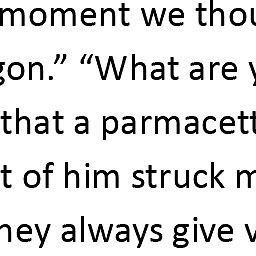 moment we thou
gon.” “What are y
that a parmacett
t of him struck m
hey always give v